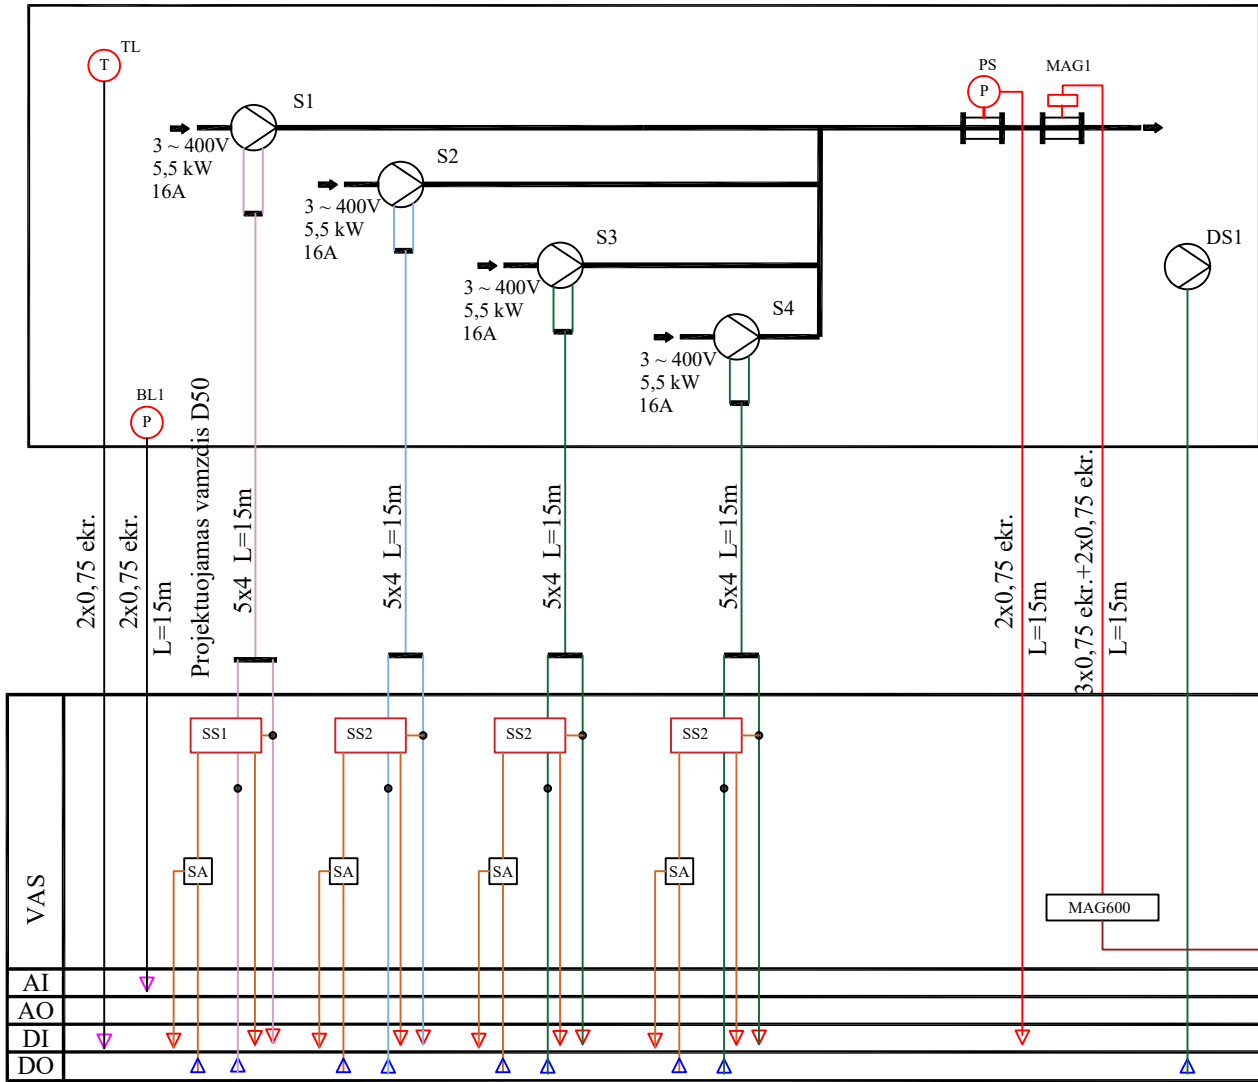 TL
T
S1
3 ~ 400V
5,5 kW
16A
S2
3 ~ 400V
5,5 kW
16A
S3
3 ~ 400V
5,5 kW
16A
S4
3 ~ 400V
5,5 kW
16A
PS
P
MAG1
DS1
BL1
P
2x0,75 ekr.
2x0,75 ekr.
L=15m
Projektuojamas vamzdis D50
5x4 L=15m
5x4 L=15m
5x4 L=15m
5x4 L=15m
2x0,75 ekr.
L=15m
3x0,75 ekr.+2x0,75 ekr.
L=15m
VAS
SS1
SS2
SS2
SS2
SA
SA
SA
SA
MAG600
AI
AO
DI
DO